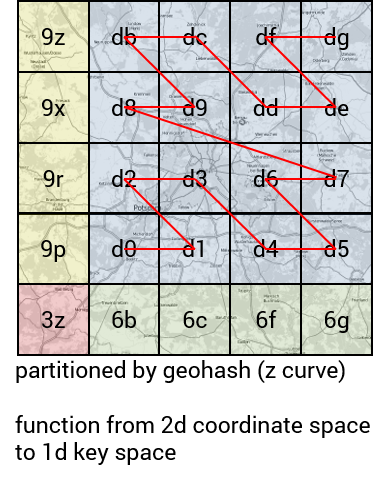 9z db dc df dg
9x d8 d9 dd de
9r d2 d3 d6 d7
Potsd
9p d0 d1 d4 d5
3z 6b 6c 6f 6g
partitioned by geohash (z curve)
function from 2d coordinate space
to 1d key space